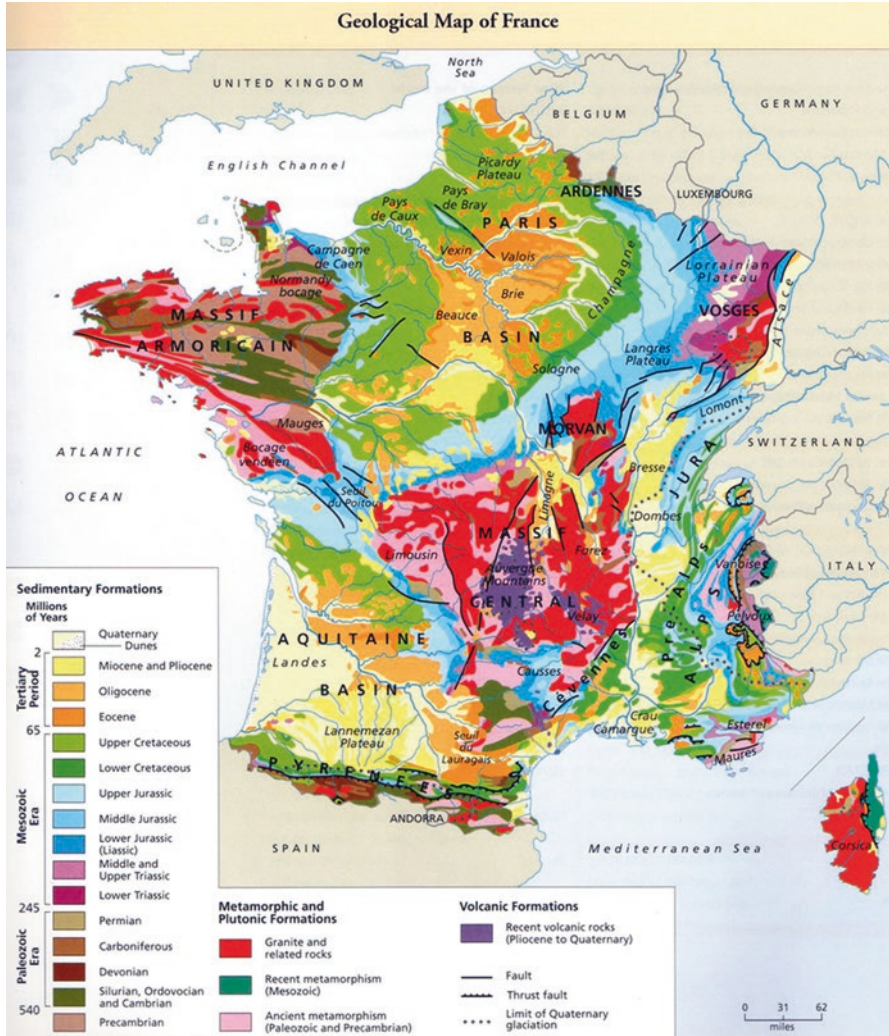 Geological Map of France
North
Sea
UNITED KINGDOM
BELGIUM
GERMANY
English Channel
Picardy
Plateau
ARDENNES
LUXEMBOURG
Pays
de Caux
Pays
de Bray
PARIS
Campagne
de Caen
Vexin
Valois
Lorrainian
Plateau
Normandy
bocage
Brie
Champagne
VOSGES
Alsace
MASSIF
ARMORICAIN
Beauce
BASIN
Langres
Plateau
Sologne
Lomont
MORVAN
Mauges
SWITZERLAND
ATLANTIC
OCEAN
Bocage
vendéen
Bresse
JURA
Seuil
du Poitou
Limagne
Dombes
MASSIF
Limousin
Forez
Vanoise
ITALY
Auvergne
Mountains
CENTRAL
Velay
Pre Alps
Pelvoux
ALPS
AQUITAINE
Landes
Causses
Cévennes
BASIN
Crau
Camargue
Lannemezan
Plateau
Esterel
Seuil
du
Lauragais
Maures
PYRENEES
ANDORRA
SPAIN
Mediterranean Sea
Corsica
Sedimentary Formations
Millions
of Years
Quaternary
Dunes
2
Tertiary
Period
Miocene and Pliocene
Oligocene
Eocene
65
Mesozoic
Era
Upper Cretaceous
Lower Cretaceous
Upper Jurassic
Middle Jurassic
Lower Jurassic
(Liassic)
Middle and
Upper Triassic
Lower Triassic
245
Paleozoic
Era
Permian
Carboniferous
Devonian
Silurian, Ordovocian
and Cambrian
540
Precambrian
Metamorphic and
Plutonic Formations
Granite and
related rocks
Recent metamorphism
(Mesozoic)
Ancient metamorphism
(Paleozoic and Precambrian)
Volcanic Formations
Recent volcanic rocks
(Pliocene to Quaternary)
Fault
Thrust fault
Limit of Quaternary
glaciation
0 31 62
miles